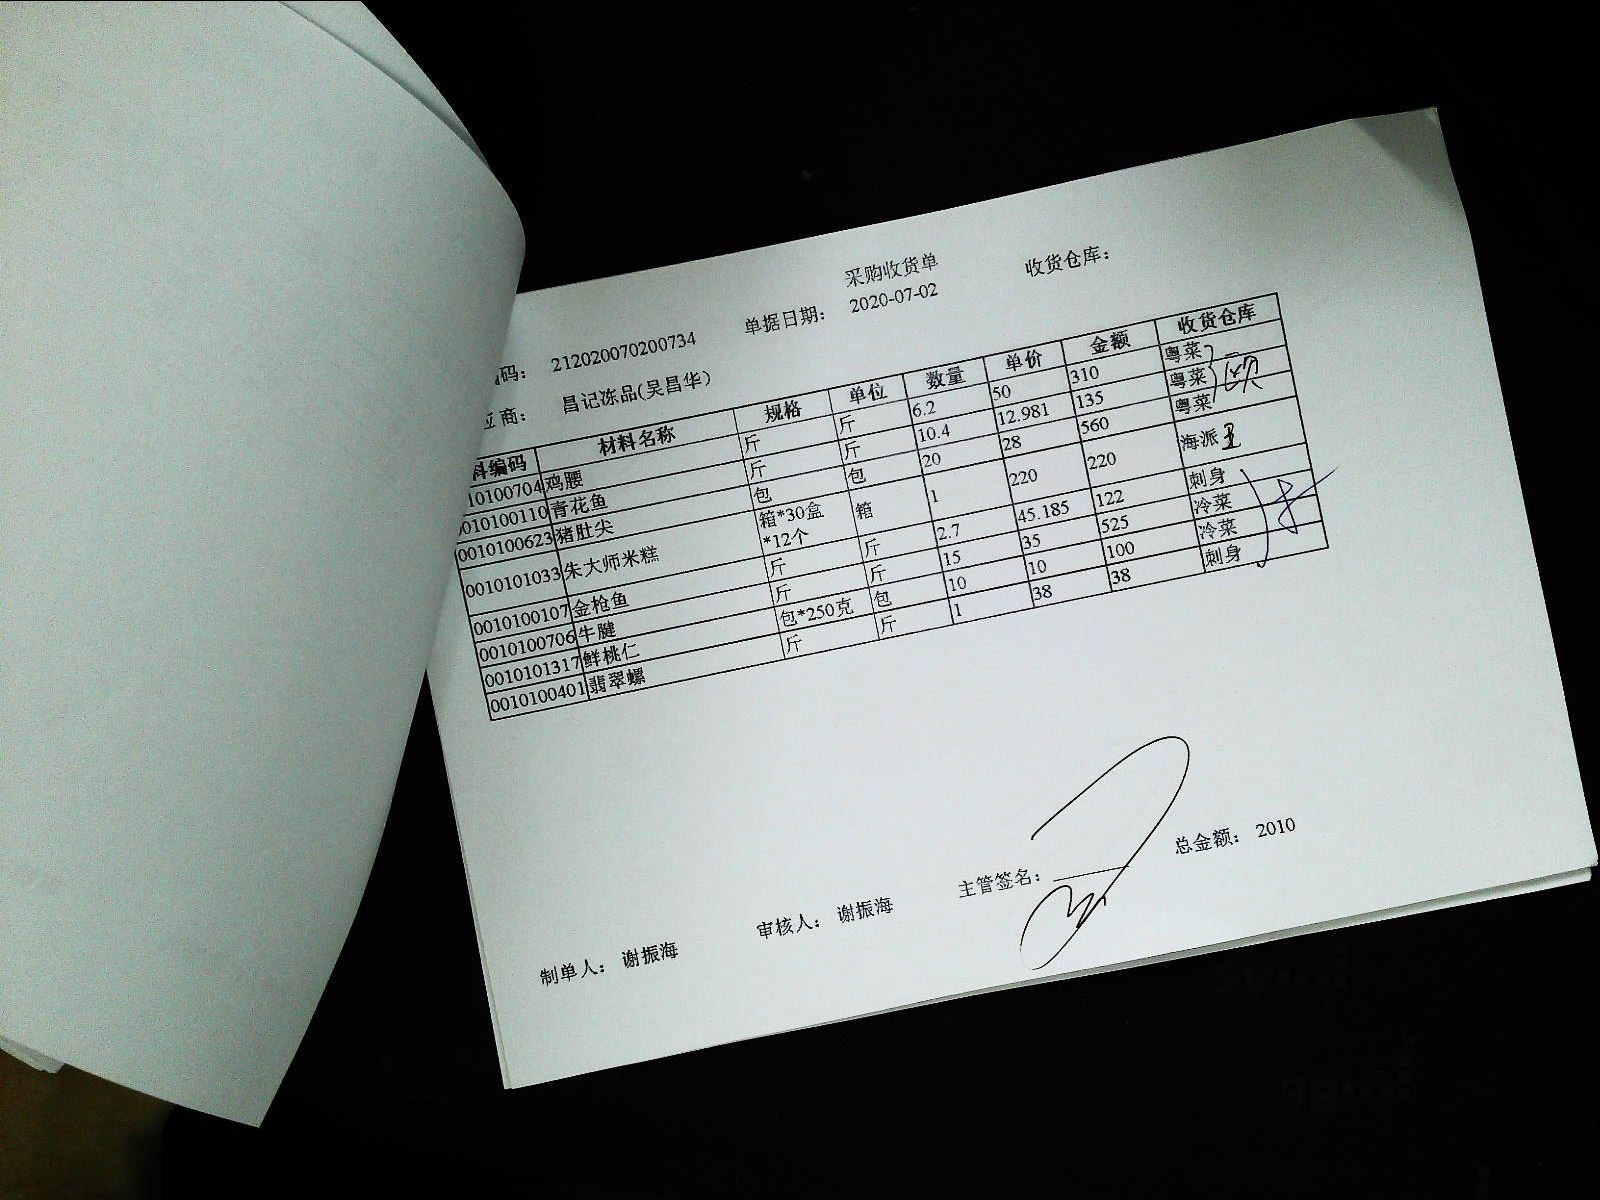 采购收货单
码： 212020070200734 单据日期： 2020-07-02 收货仓库：
应商： 昌记冻品(吴昌华)
料编码 材料名称 规格 单位 数量 单价 金额 收货仓库
10100704 鸡腰 斤 斤 6.2 50 310 粤菜
010100110 青花鱼 斤 斤 10.4 12.981 135 粤菜
0010100623 猪肚尖 包 包 20 28 560 粤菜
0010101033 朱大师米糕 箱*30盒*12个 箱 1 220 220 海派
0010100107 金枪鱼 斤 斤 2.7 45.185 122 刺身
0010100706 牛腱 斤 斤 15 35 525 冷菜
0010101317 鲜桃仁 包*250克 包 10 10 100 冷菜
0010100401 翡翠螺 斤 斤 1 38 38 刺身
制单人： 谢振海 审核人： 谢振海 主管签名： 总金额： 2010